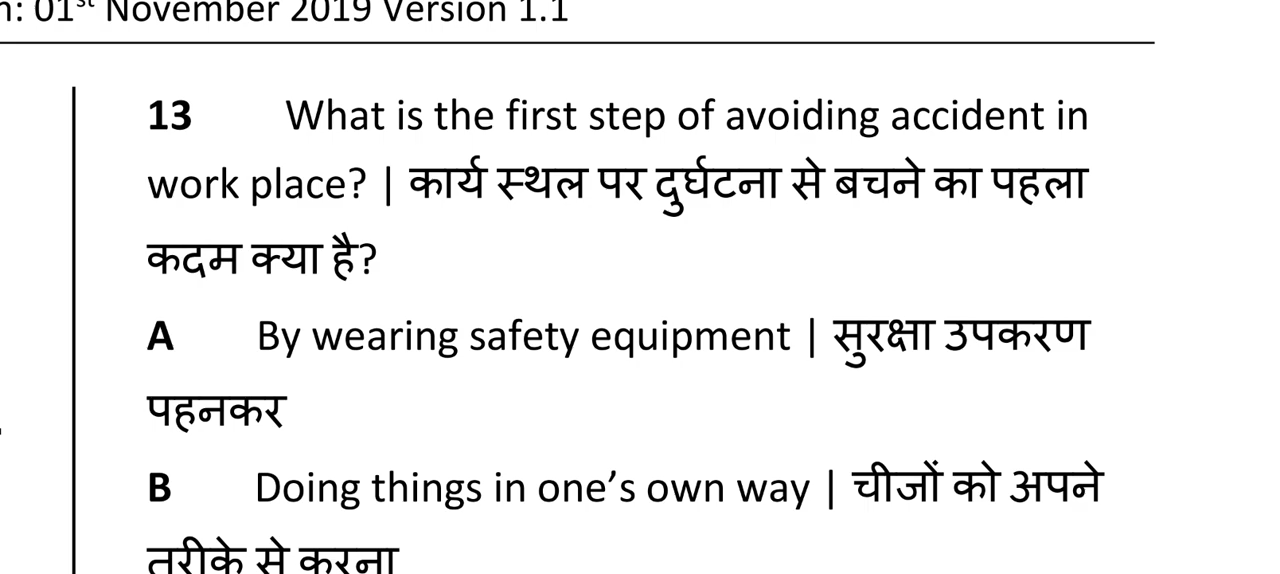 n: 01st November 2019 Version 1.1
13 What is the first step of avoiding accident in
work place? | कार्य स्थल पर दुर्घटना से बचने का पहला
कदम क्या है?
A By wearing safety equipment | सुरक्षा उपकरण
पहनकर
B Doing things in one’s own way | चीजों को अपने
तरीके से करना